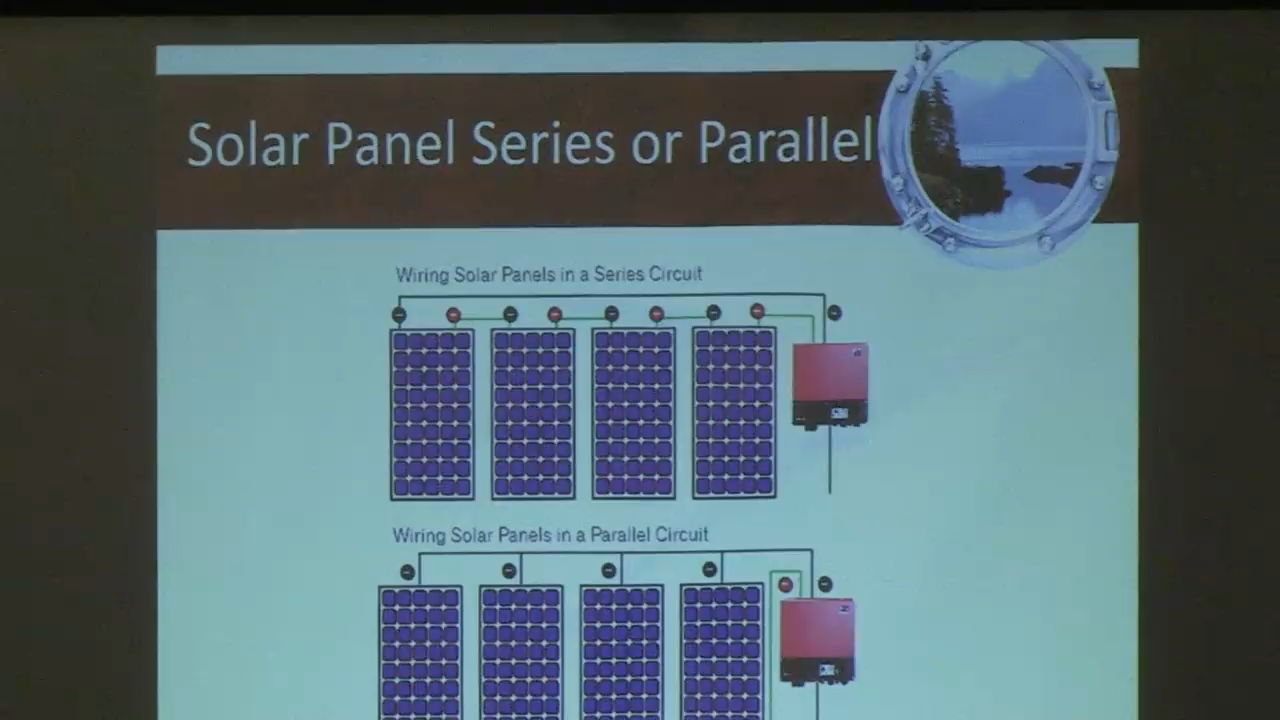 Solar Panel Series or Parallel
Wiring Solar Panels in a Series Circuit
Wiring Solar Panels in a Parallel Circuit